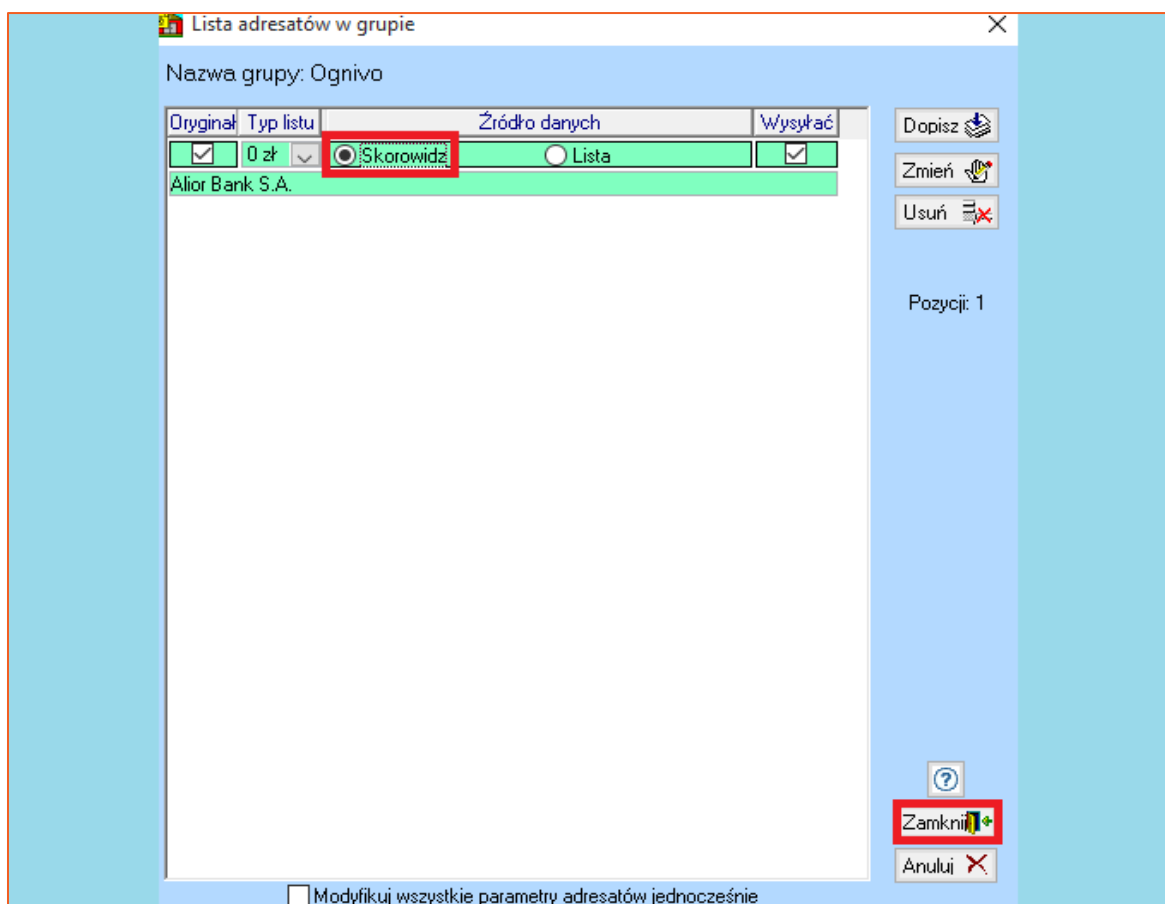 Lista adresatów w grupie
Nazwa grupy: Ognivo
Oryginał Typ listu Źródło danych Wysyłać
0 zł Skorowidz Lista
Alior Bank S.A.
Dopisz
Zmień
Usuń
Pozycji: 1
Zamknij
Anuluj
Modyfikuj wszystkie parametry adresatów jednocześnie